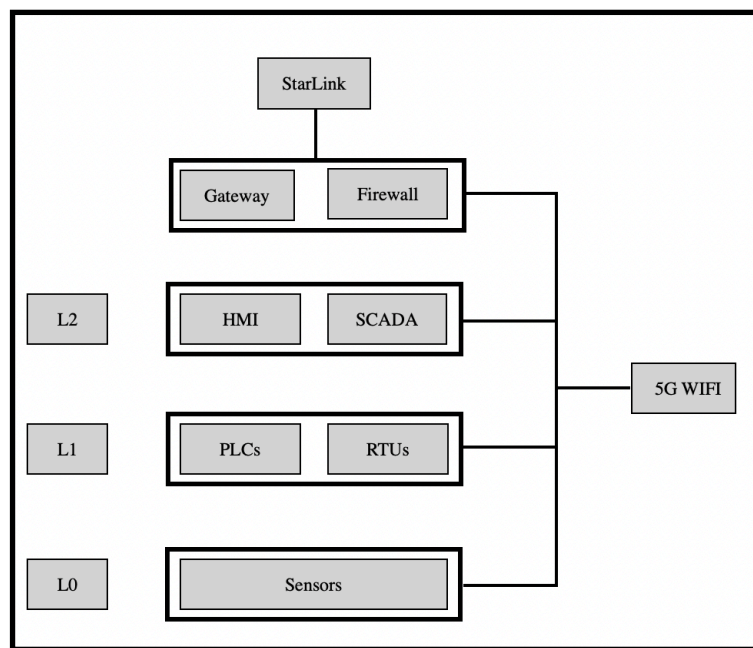 StarLink
Gateway
Firewall
L2
HMI
SCADA
5G WIFI
L1
PLCs
RTUs
L0
Sensors